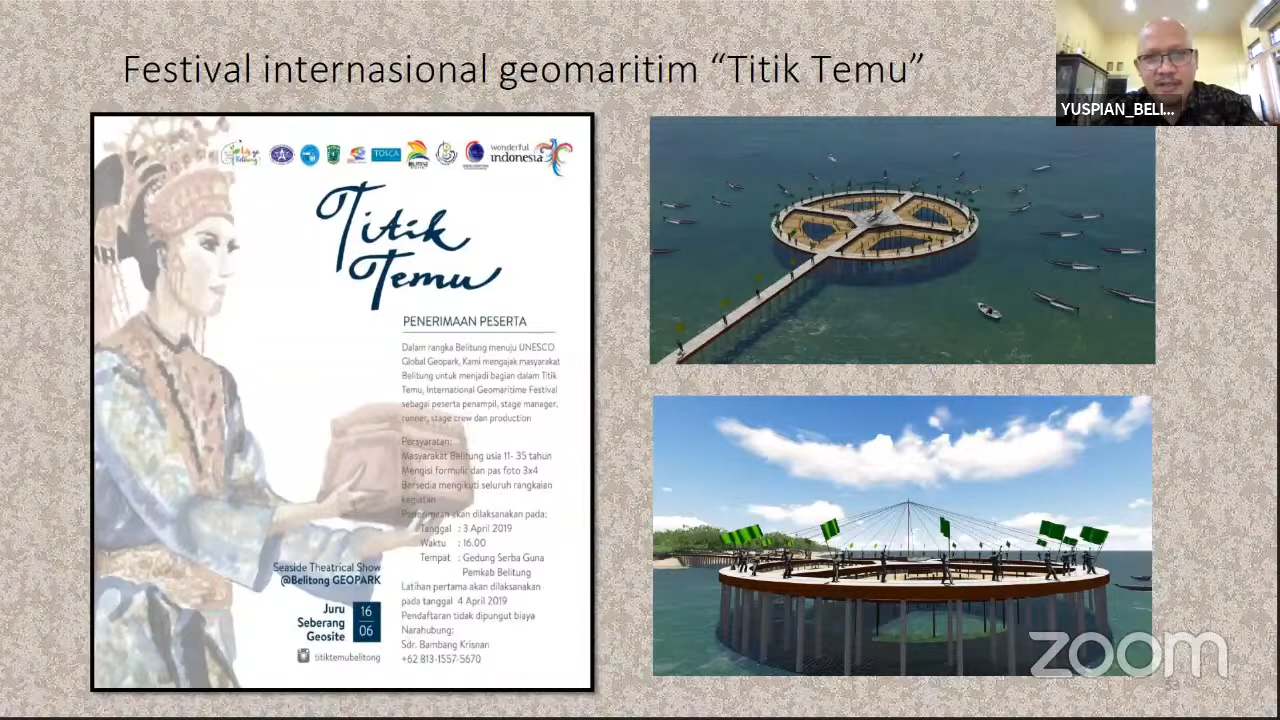 Festival internasional geomaritim “Titik Temu”
YUSPIAN_BELI...
TOSCA
wonderful
indonesia
Titik
Temu
PENERIMAAN PESERTA
Dalam rangka Belitung menuju UNESCO
Global Geopark, Kami mengajak masyarakat
Belitung untuk menjadi bagian dalam Titik
Temu, International Geomaritime Festival
sebagai peserta penampil, stage manager,
runner, stage crew dan production
Persyaratan:
Masyarakat Belitung usia 11- 35 tahun
Mengisi formulir dan pas foto 3x4
Bersedia mengikuti seluruh rangkaian
kegiatan
Penerimaan akan dilaksanakan pada:
Tanggal : 3 April 2019
Waktu : 16.00
Tempat : Gedung Serba Guna
Pemkab Belitung
Latihan pertama akan dilaksanakan
pada tanggal 4 April 2019
Pendaftaran tidak dipungut biaya
Narahubung:
Sdr. Bambang Krisnan
+62 813-1557-5670
Seaside Theatrical Show
@Belitong GEOPARK
Juru
Seberang
Geosite
16
06
titiktemubelitong
zoom